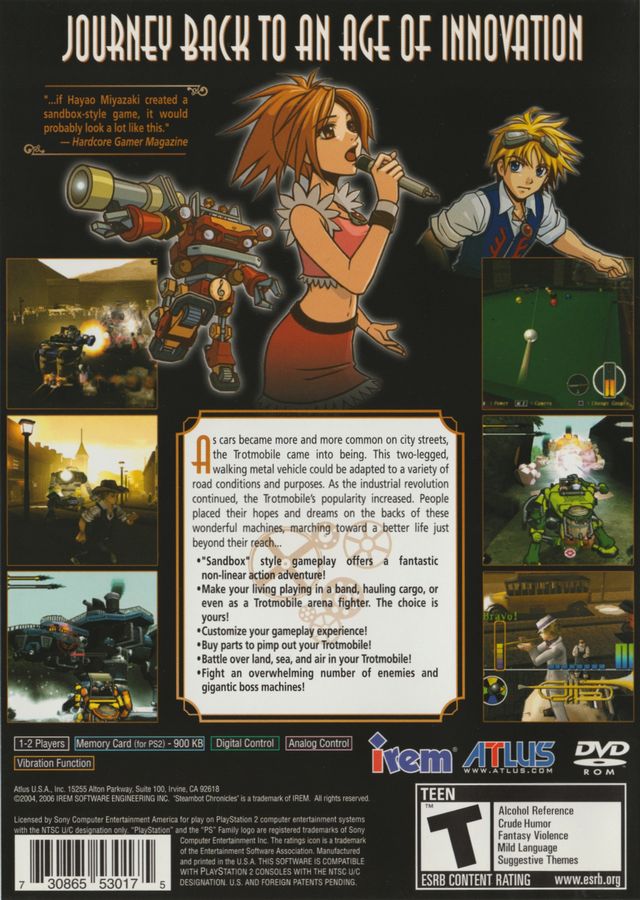 JOURNEY BACK TO AN AGE OF INNOVATION
"...if Hayao Miyazaki created a
sandbox-style game, it would
probably look a lot like this."
— Hardcore Gamer Magazine
As cars became more and more common on city streets,
the Trotmobile came into being. This two-legged,
walking metal vehicle could be adapted to a variety of
road conditions and purposes. As the industrial revolution
continued, the Trotmobile's popularity increased. People
placed their hopes and dreams on the backs of these
wonderful machines, marching toward a better life just
beyond their reach...
•"Sandbox" style gameplay offers a fantastic
non-linear action adventure!
•Make your living playing in a band, hauling cargo, or
even as a Trotmobile arena fighter. The choice is
yours!
•Customize your gameplay experience!
•Buy parts to pimp out your Trotmobile!
•Battle over land, sea, and air in your Trotmobile!
•Fight an overwhelming number of enemies and
gigantic boss machines!
: Power
: Camera
: Change Gauges
Bravo!
1-2 Players
Memory Card (for PS2) - 900 KB
Digital Control
Analog Control
Vibration Function
irem®
ATLUS
WWW.ATLUS.COM
DVD
ROM
Atlus U.S.A., Inc. 15255 Alton Parkway, Suite 100, Irvine, CA 92618
©2004, 2006 IREM SOFTWARE ENGINEERING INC. 'Steambot Chronicles' is a trademark of IREM. All rights reserved.
Licensed by Sony Computer Entertainment America for play on PlayStation 2 computer entertainment systems
with the NTSC U/C designation only. "PlayStation" and the "PS" Family logo are registered trademarks of Sony
Computer Entertainment Inc. The ratings icon is a trademark
of the Entertainment Software Association. Manufactured
and printed in the U.S.A. THIS SOFTWARE IS COMPATIBLE
WITH PLAYSTATION 2 CONSOLES WITH THE NTSC U/C
DESIGNATION. U.S. AND FOREIGN PATENTS PENDING.
7 30865 53017 5
TEEN
T
™
Alcohol Reference
Crude Humor
Fantasy Violence
Mild Language
Suggestive Themes
ESRB CONTENT RATING www.esrb.org